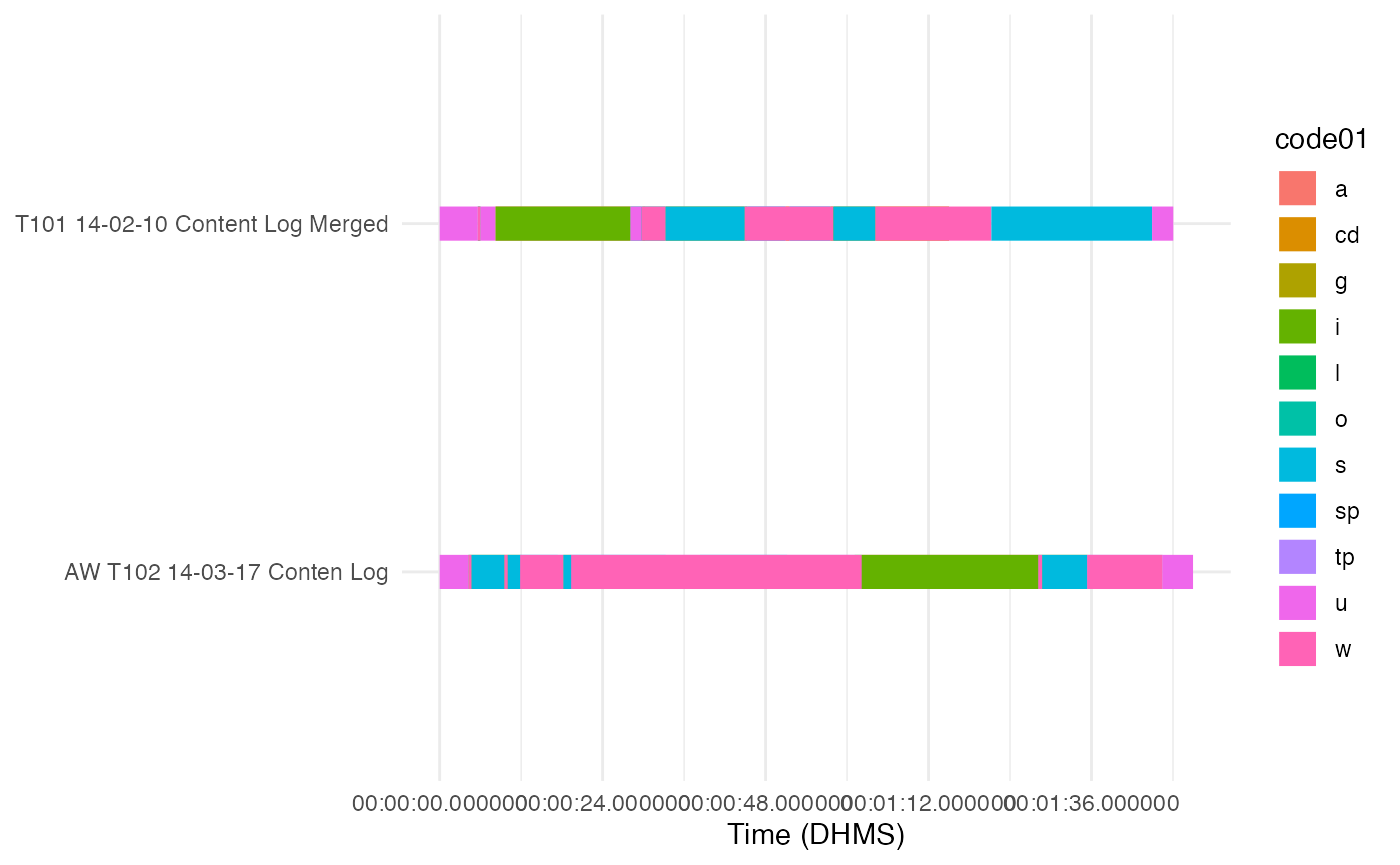 code01
a
cd
g
i
l
o
s
sp
tp
u
w
T101 14-02-10 Content Log Merged
AW T102 14-03-17 Conten Log
00:00:00.000000 00:00:24.000000 00:00:48.000000 00:01:12.000000 00:01:36.000000
Time (DHMS)